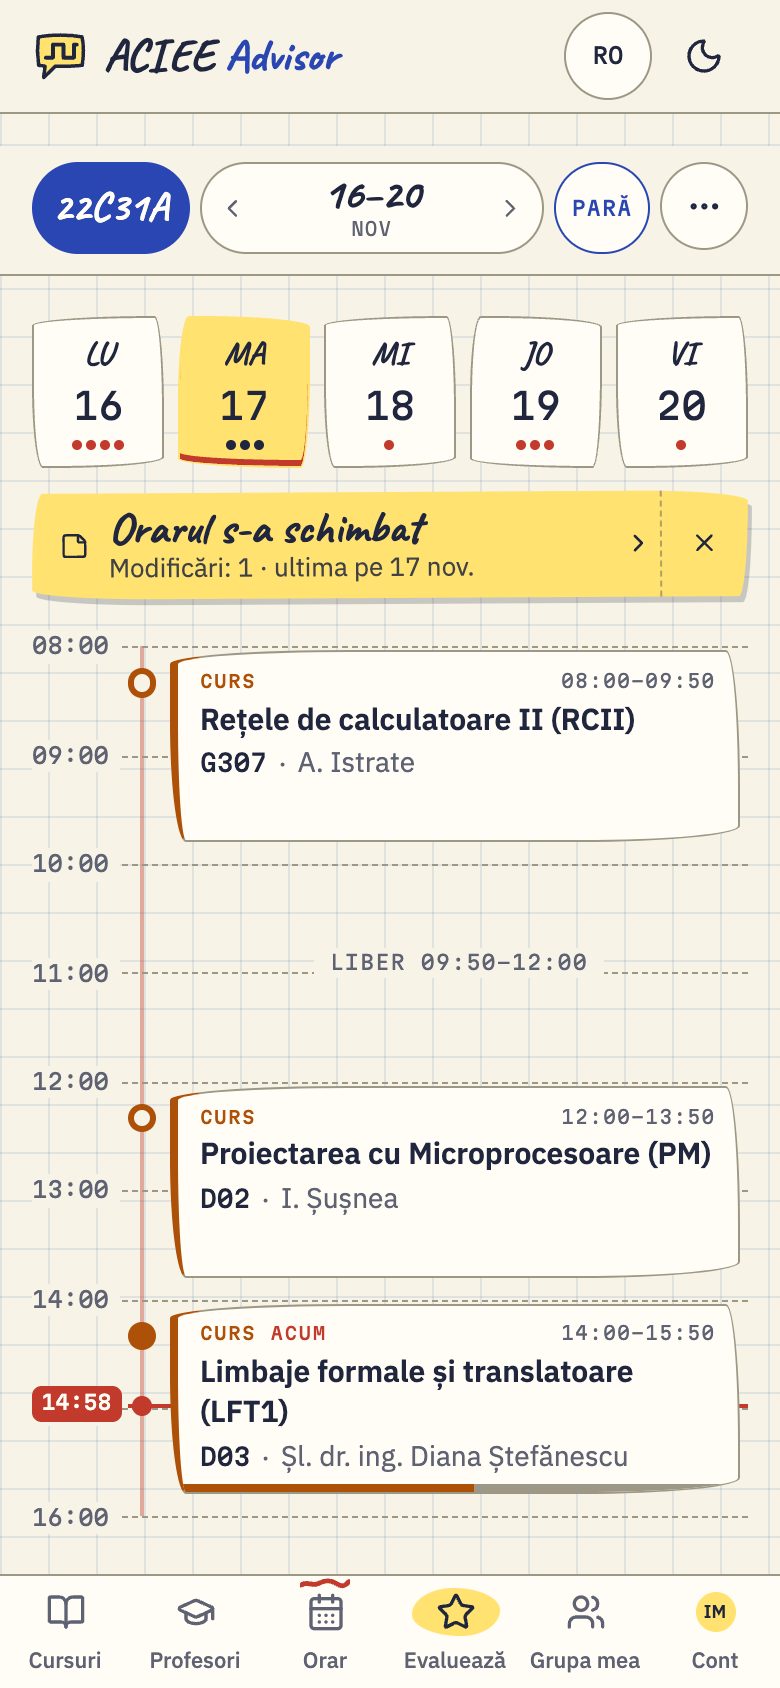 ACIEE Advisor
RO
22C31A
16–20
NOV
PARĂ
LU
16
MA
17
MI
18
JO
19
VI
20
Orarul s-a schimbat
Modificări: 1 · ultima pe 17 nov.
08:00
CURS 08:00–09:50
Rețele de calculatoare II (RCII)
09:00
G307 · A. Istrate
10:00
LIBER 09:50–12:00
11:00
12:00
CURS 12:00–13:50
Proiectarea cu Microprocesoare (PM)
13:00
D02 · I. Șușnea
14:00
CURS ACUM 14:00–15:50
Limbaje formale și translatoare
(LFT1)
14:58
D03 · Șl. dr. ing. Diana Ștefănescu
16:00
Cursuri
Profesori
Orar
Evaluează
Grupa mea
IM
Cont